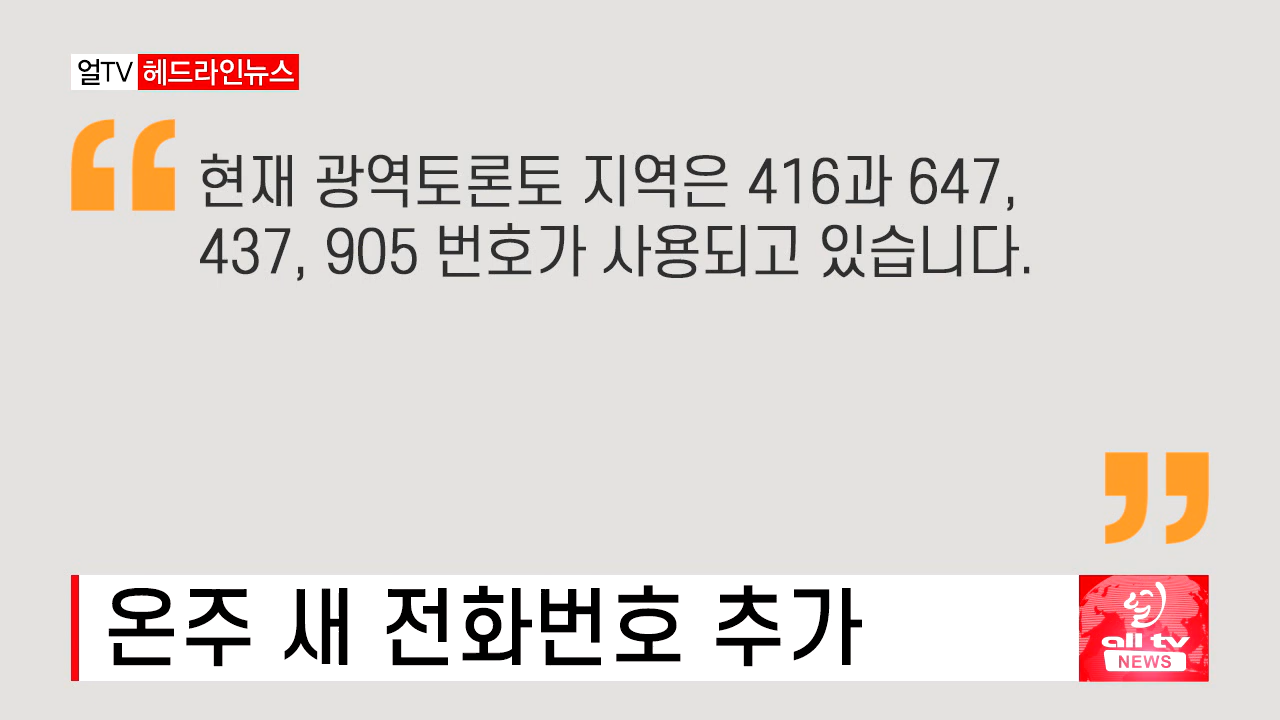 얼TV 헤드라인뉴스
현재 광역토론토 지역은 416과 647,
437, 905 번호가 사용되고 있습니다.
온주 새 전화번호 추가
얼
all tv
NEWS